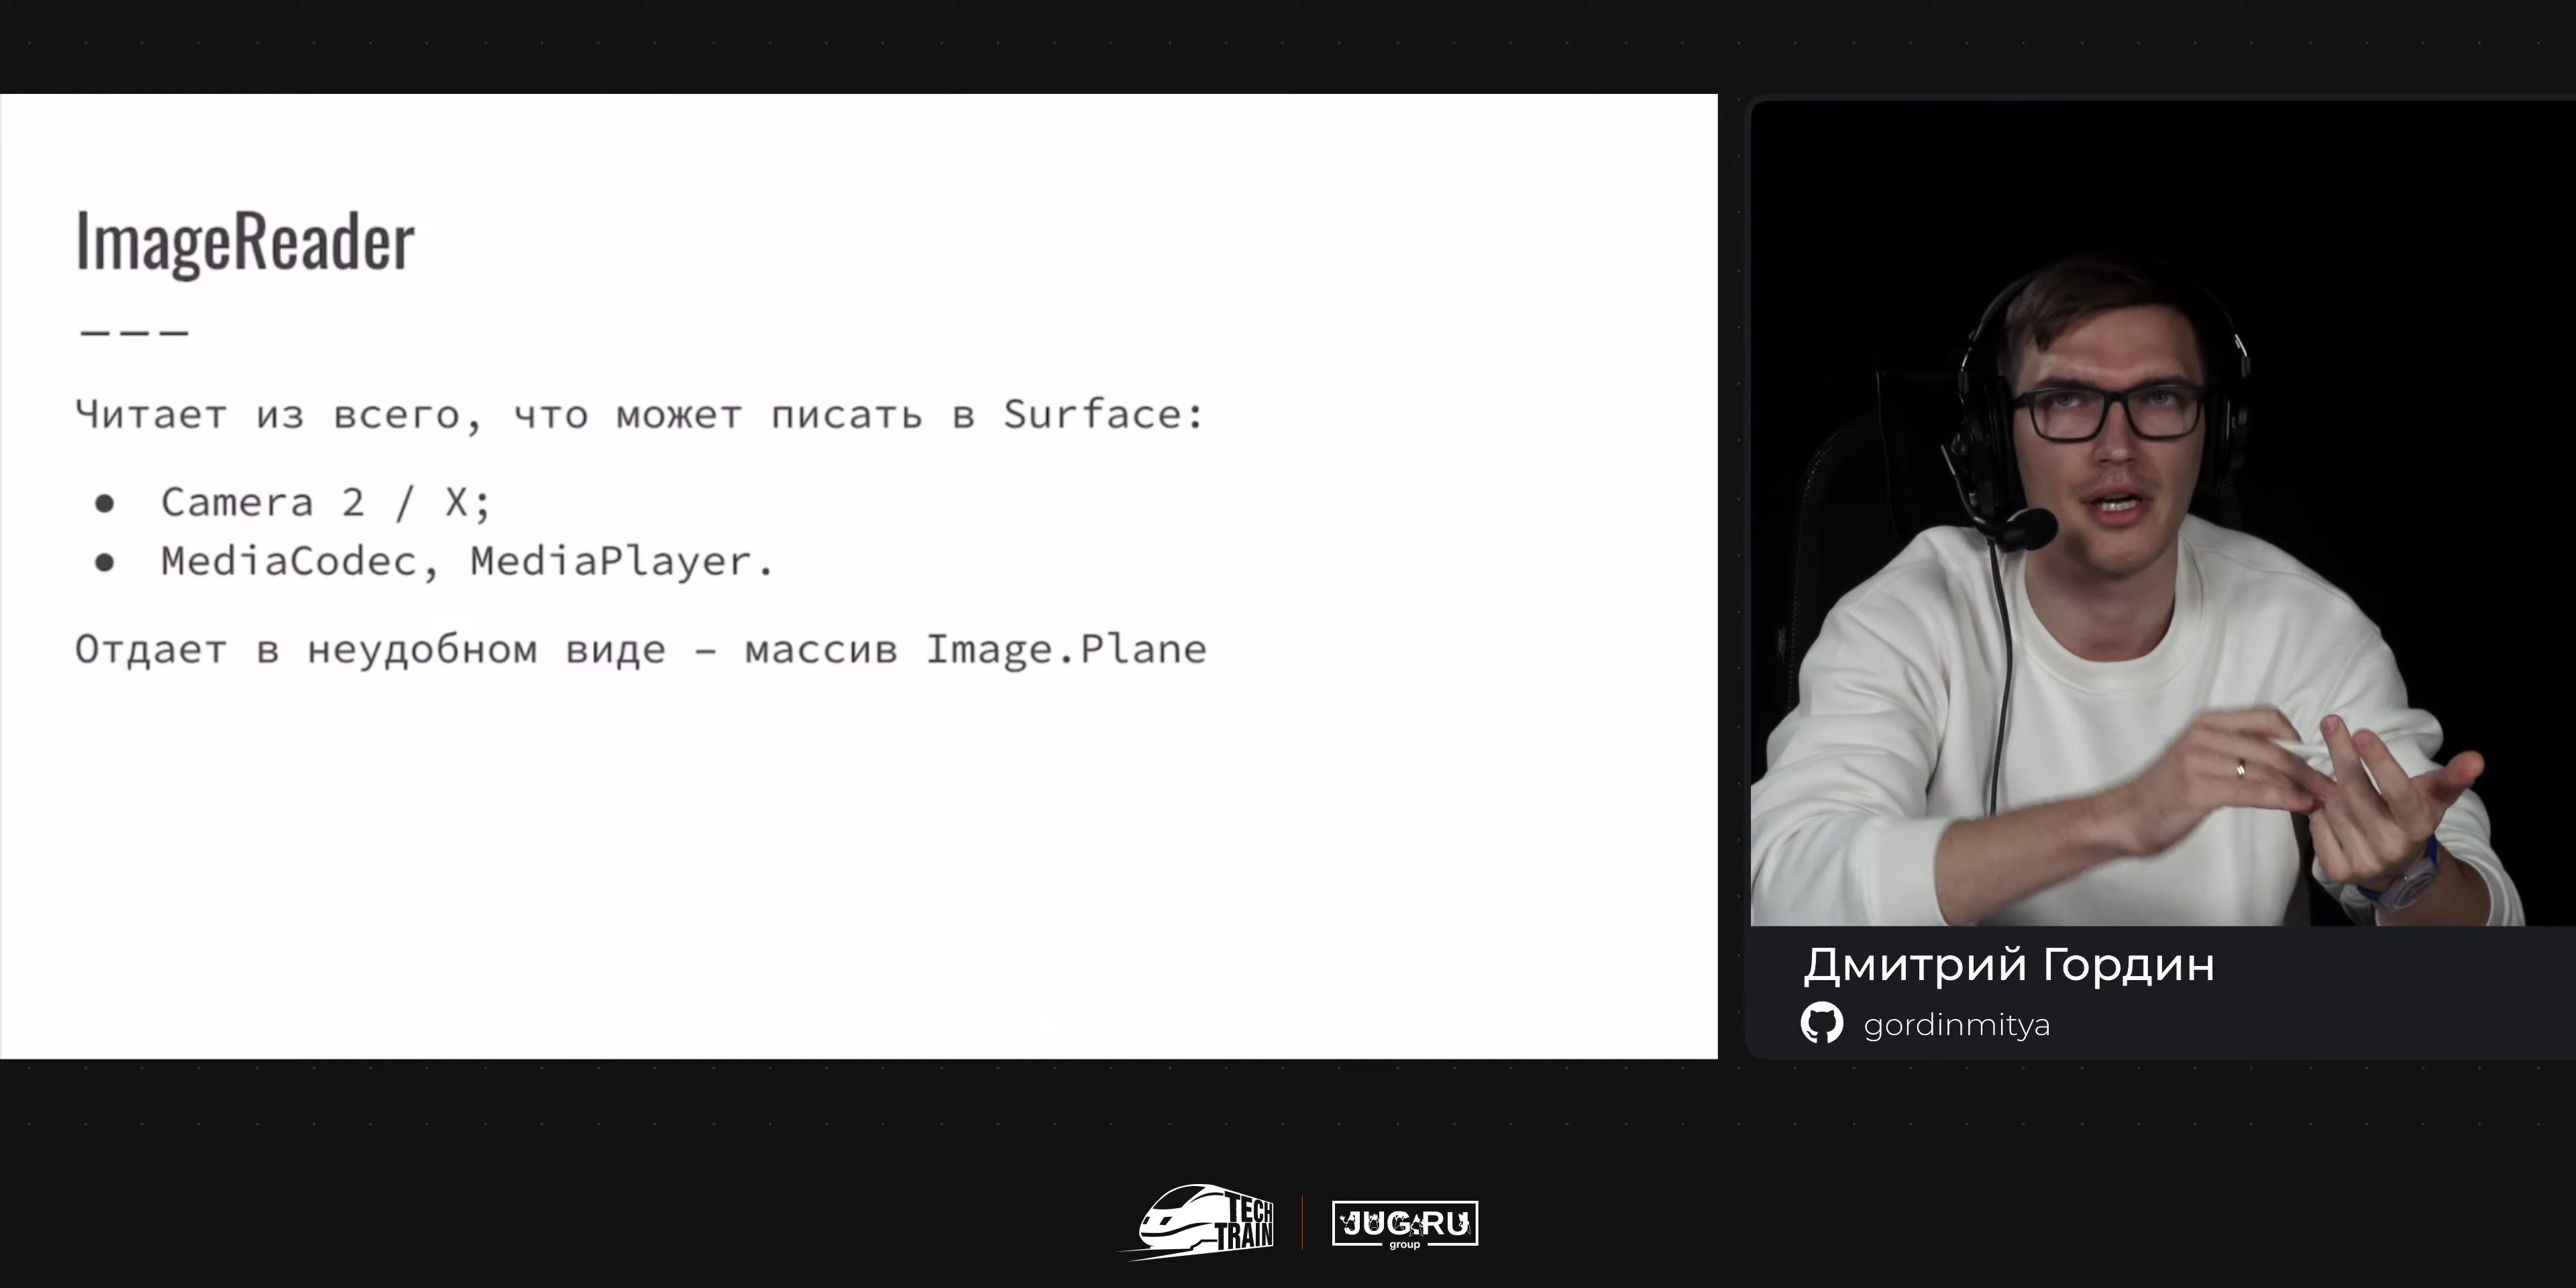 ImageReader
---
Читает из всего, что может писать в Surface:
● Camera 2 / X;
● MediaCodec, MediaPlayer.
Отдает в неудобном виде – массив Image.Plane
Дмитрий Гордин
gordinmitya
TECH
TRAIN
JUG.RU
group